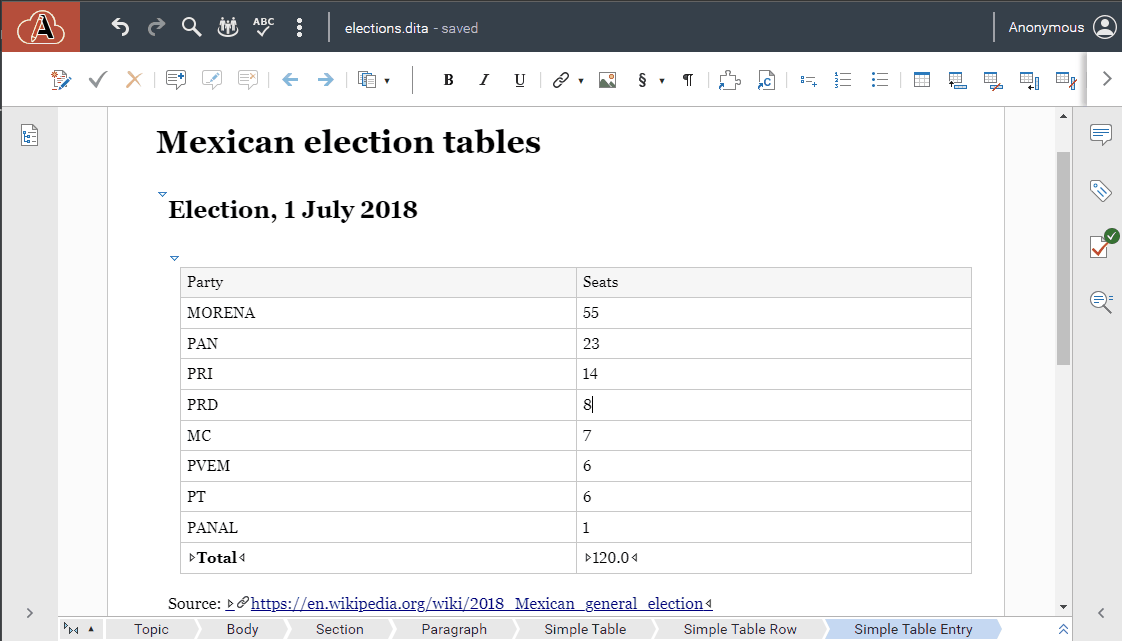 ABC
elections.dita - saved
Anonymous
B I U § ¶
Mexican election tables
Election, 1 July 2018
Party Seats
MORENA 55
PAN 23
PRI 14
PRD 8
MC 7
PVEM 6
PT 6
PANAL 1
Total 120.0
Source: https://en.wikipedia.org/wiki/2018_Mexican_general_election
Topic Body Section Paragraph Simple Table Simple Table Row Simple Table Entry